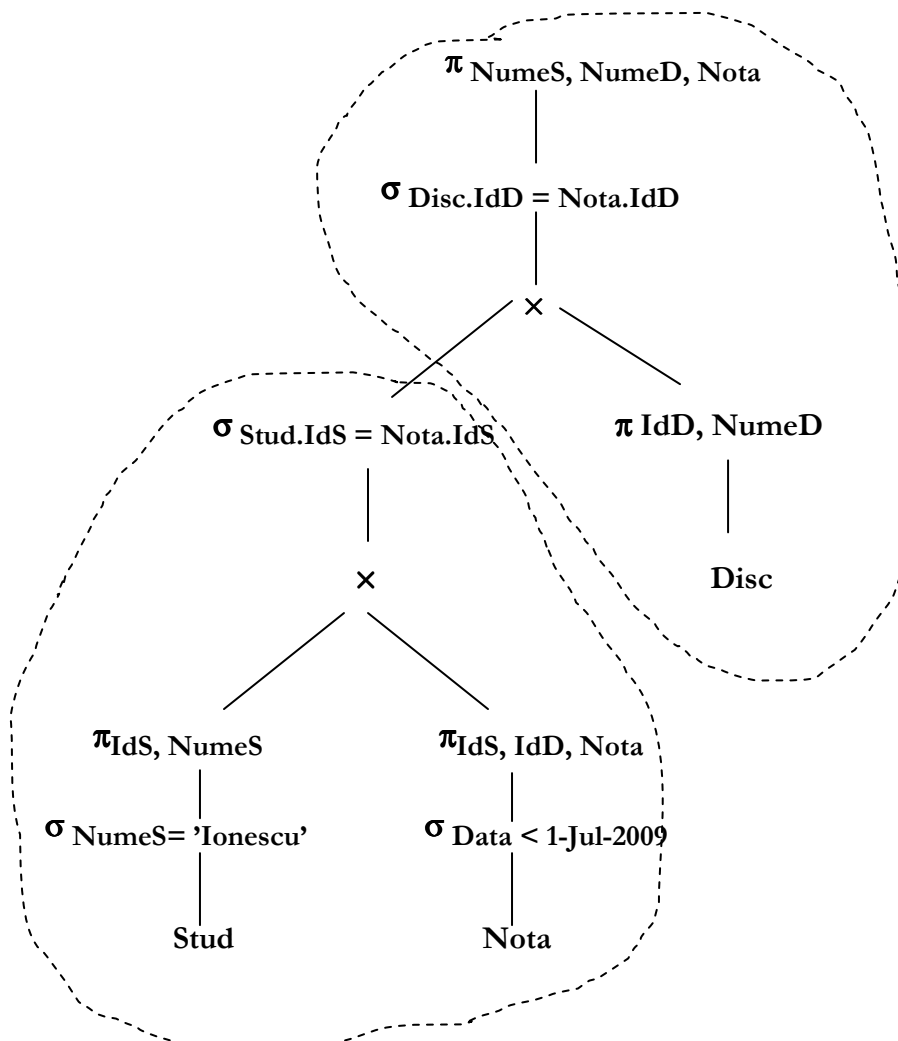 π NumeS, NumeD, Nota
σ Disc.IdD = Nota.IdD
×
σ Stud.IdS = Nota.IdS
π IdD, NumeD
×
Disc
πIdS, NumeS
πIdS, IdD, Nota
σ NumeS= ’Ionescu’
σ Data < 1-Jul-2009
Stud
Nota